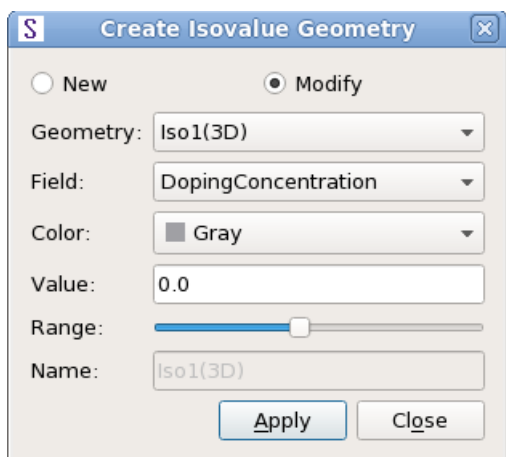 S Create Isovalue Geometry
New Modify
Geometry: Iso1(3D)
Field: DopingConcentration
Color: Gray
Value: 0.0
Range:
Name: Iso1(3D)
Apply Close